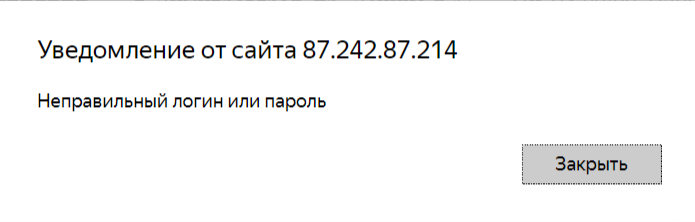 Уведомление от сайта 87.242.87.214
Неправильный логин или пароль
Закрыть